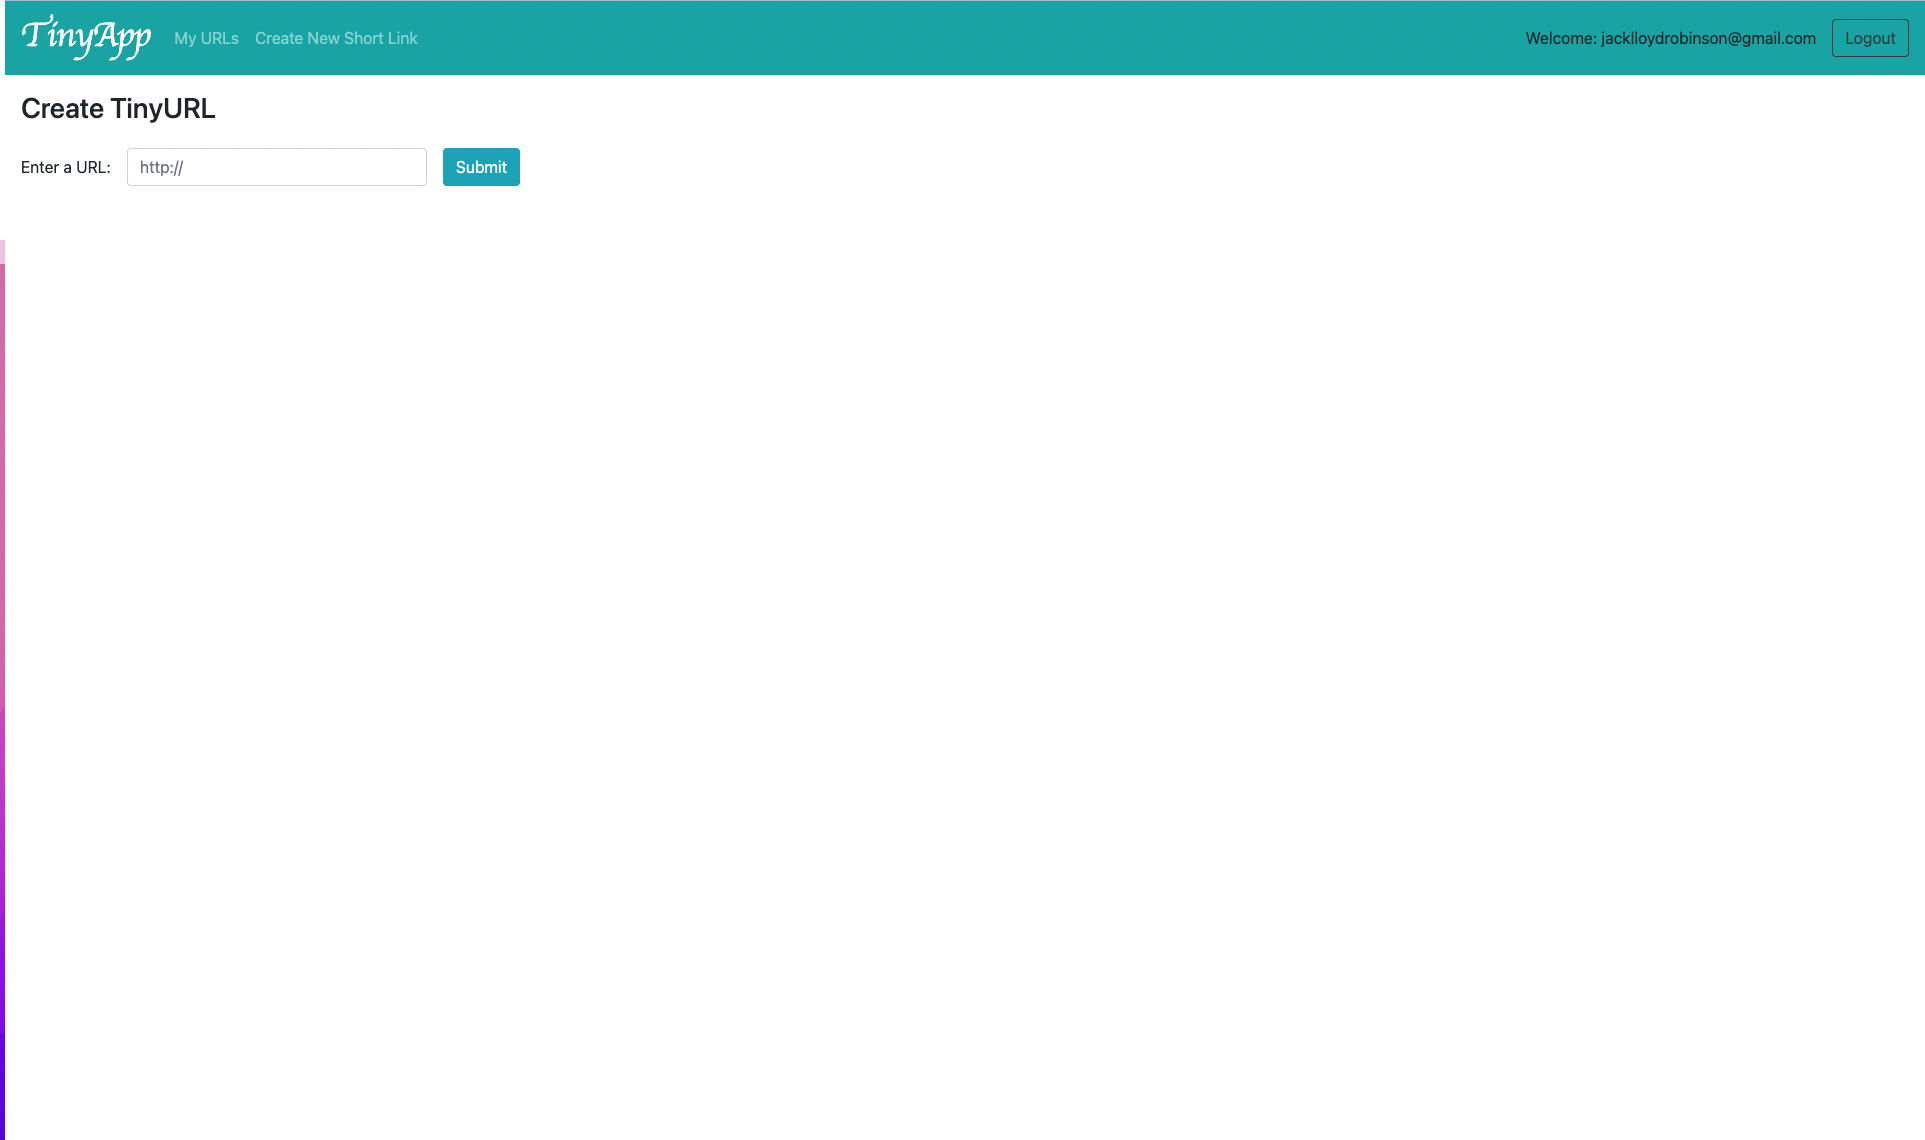 TinyApp My URLs Create New Short Link Welcome: jacklloydrobinson@gmail.com Logout
Create TinyURL
Enter a URL: http:// Submit